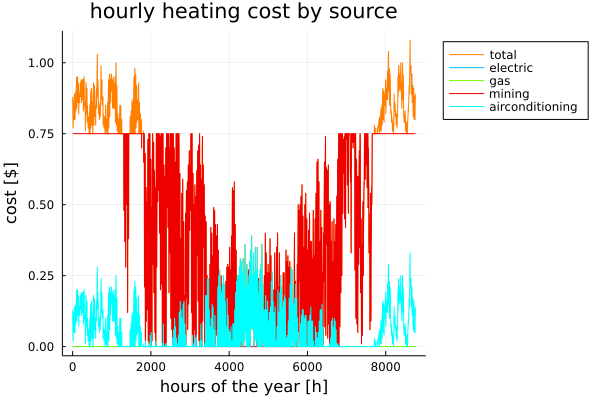 hourly heating cost by source
cost [$]
1.00
0.75
0.50
0.25
0.00
0
2000
4000
6000
8000
hours of the year [h]
total
electric
gas
mining
airconditioning